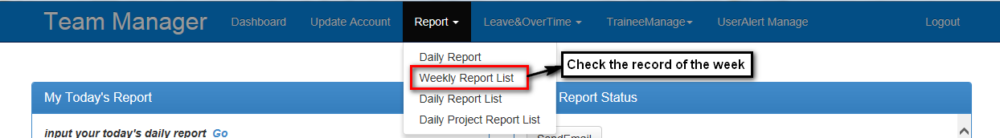 Team Manager Dashboard Update Account Report Leave&OverTime TraineeManage UserAlert Manage Logout
Daily Report
Weekly Report List
Check the record of the week
Daily Report List
Daily Project Report List
My Today's Report
Report Status
input your today's daily report Go
SendEmail